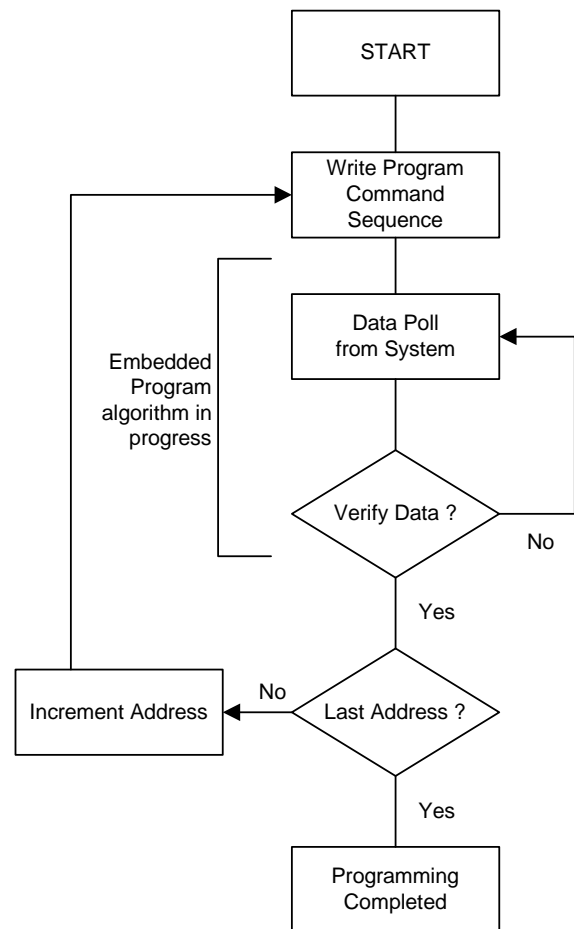 START
Write Program
Command
Sequence
Data Poll
from System
Embedded
Program
algorithm in
progress
Verify Data ?
No
Yes
No
Increment Address
Last Address ?
Yes
Programming
Completed